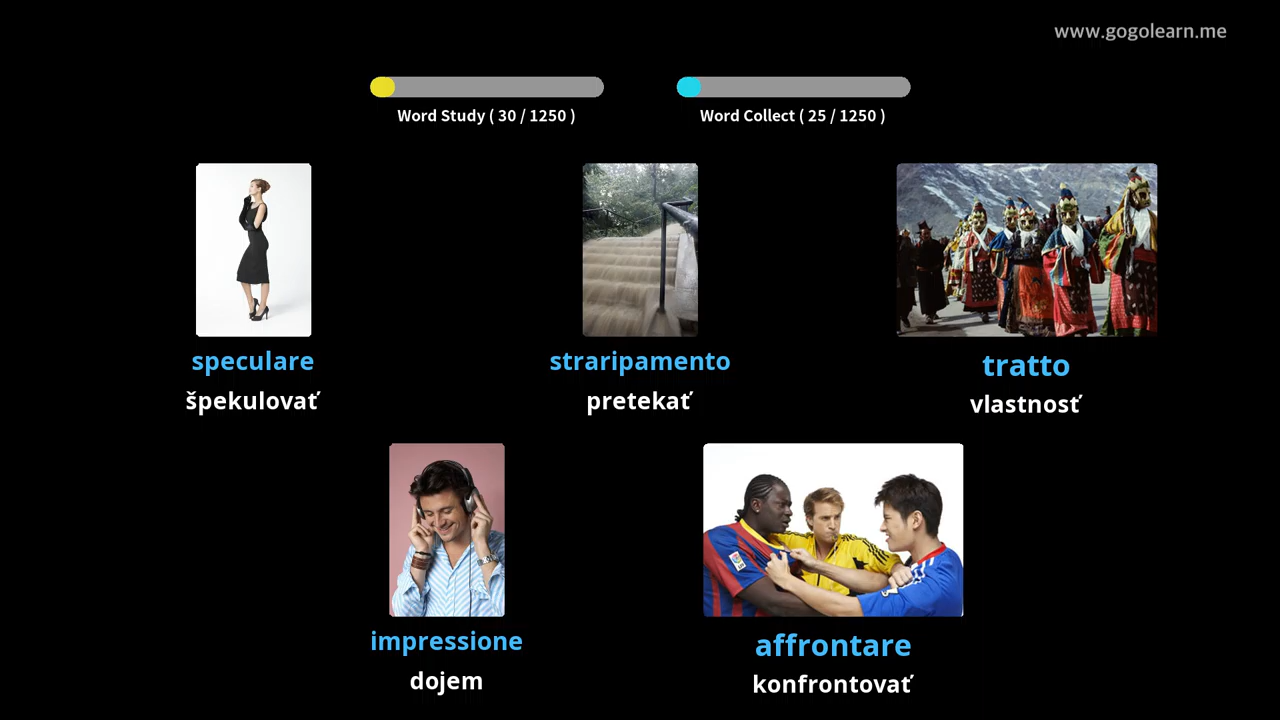 www.gogolearn.me
Word Study ( 30 / 1250 )
Word Collect ( 25 / 1250 )
speculare
straripamento
tratto
špekulovať
pretekať
vlastnosť
impressione
affrontare
dojem
konfrontovať